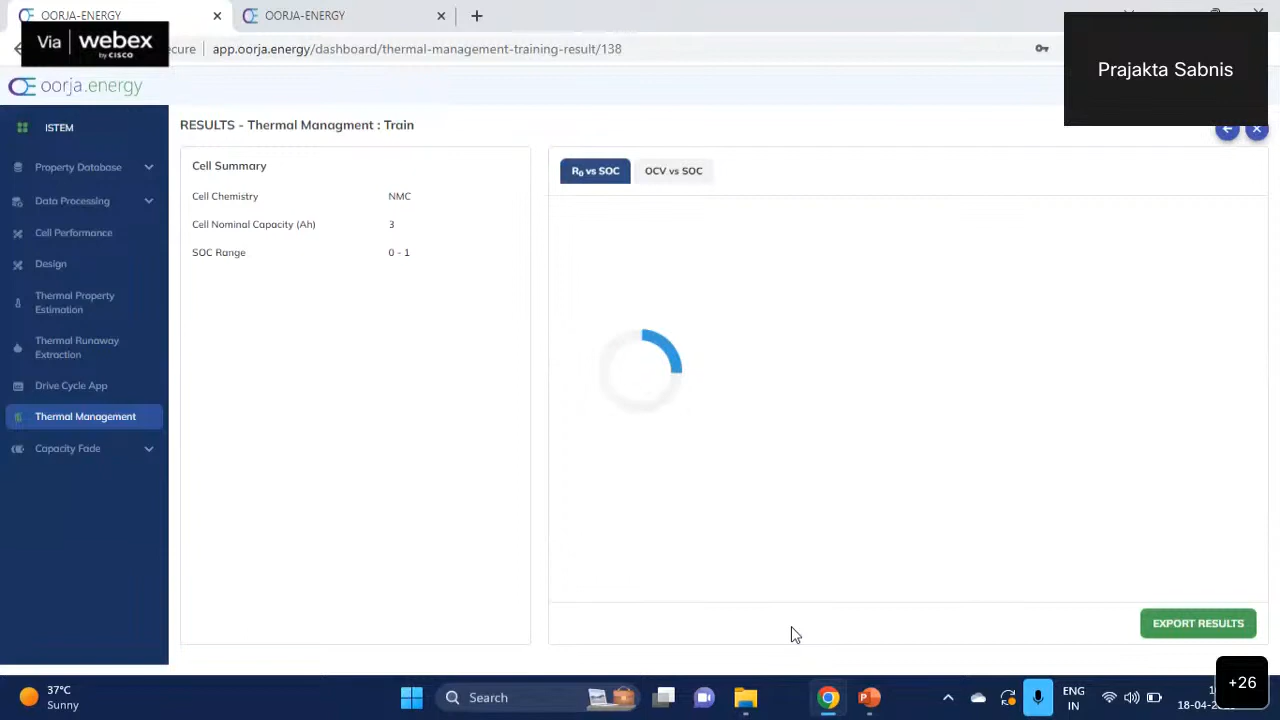 OORJA-ENERGY
OORJA-ENERGY
Via webex
by CISCO
cure app.oorja.energy/dashboard/thermal-management-training-result/138
Prajakta Sabnis
oorja.energy
ISTEM
Property Database
Data Processing
Cell Performance
Design
Thermal Property
Estimation
Thermal Runaway
Extraction
Drive Cycle App
Thermal Management
Capacity Fade
RESULTS - Thermal Managment : Train
Cell Summary
Cell Chemistry NMC
Cell Nominal Capacity (Ah) 3
SOC Range 0 - 1
R0 vs SOC OCV vs SOC
EXPORT RESULTS
37°C
Sunny
Search
ENG
IN
18-04-2
+26